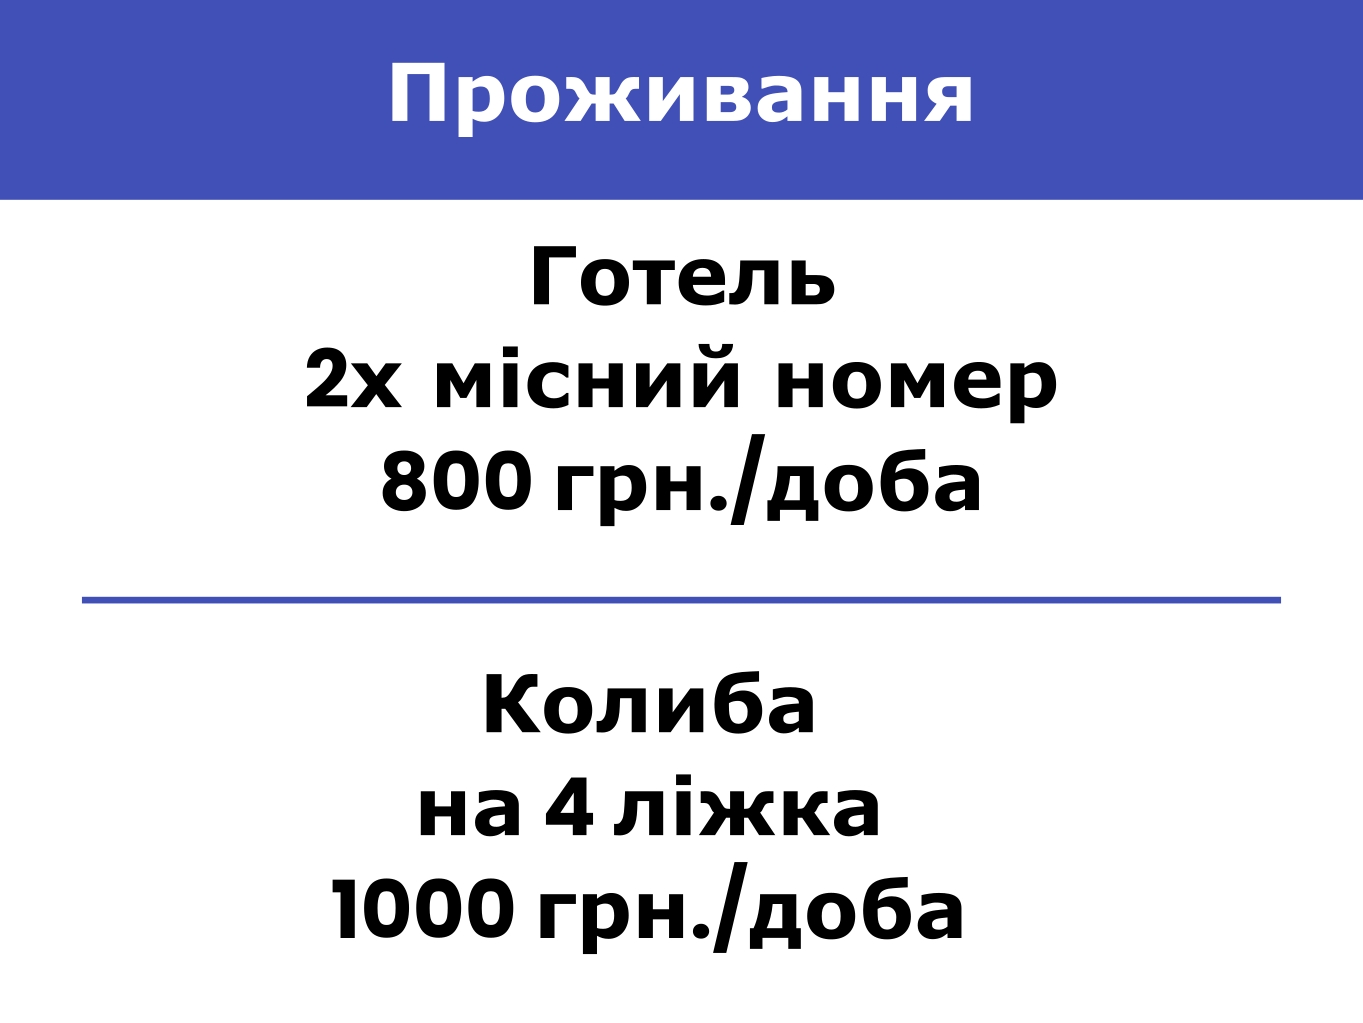 Проживання
Готель
2х місний номер
800 грн./доба
Колиба
на 4 ліжка
1000 грн./доба